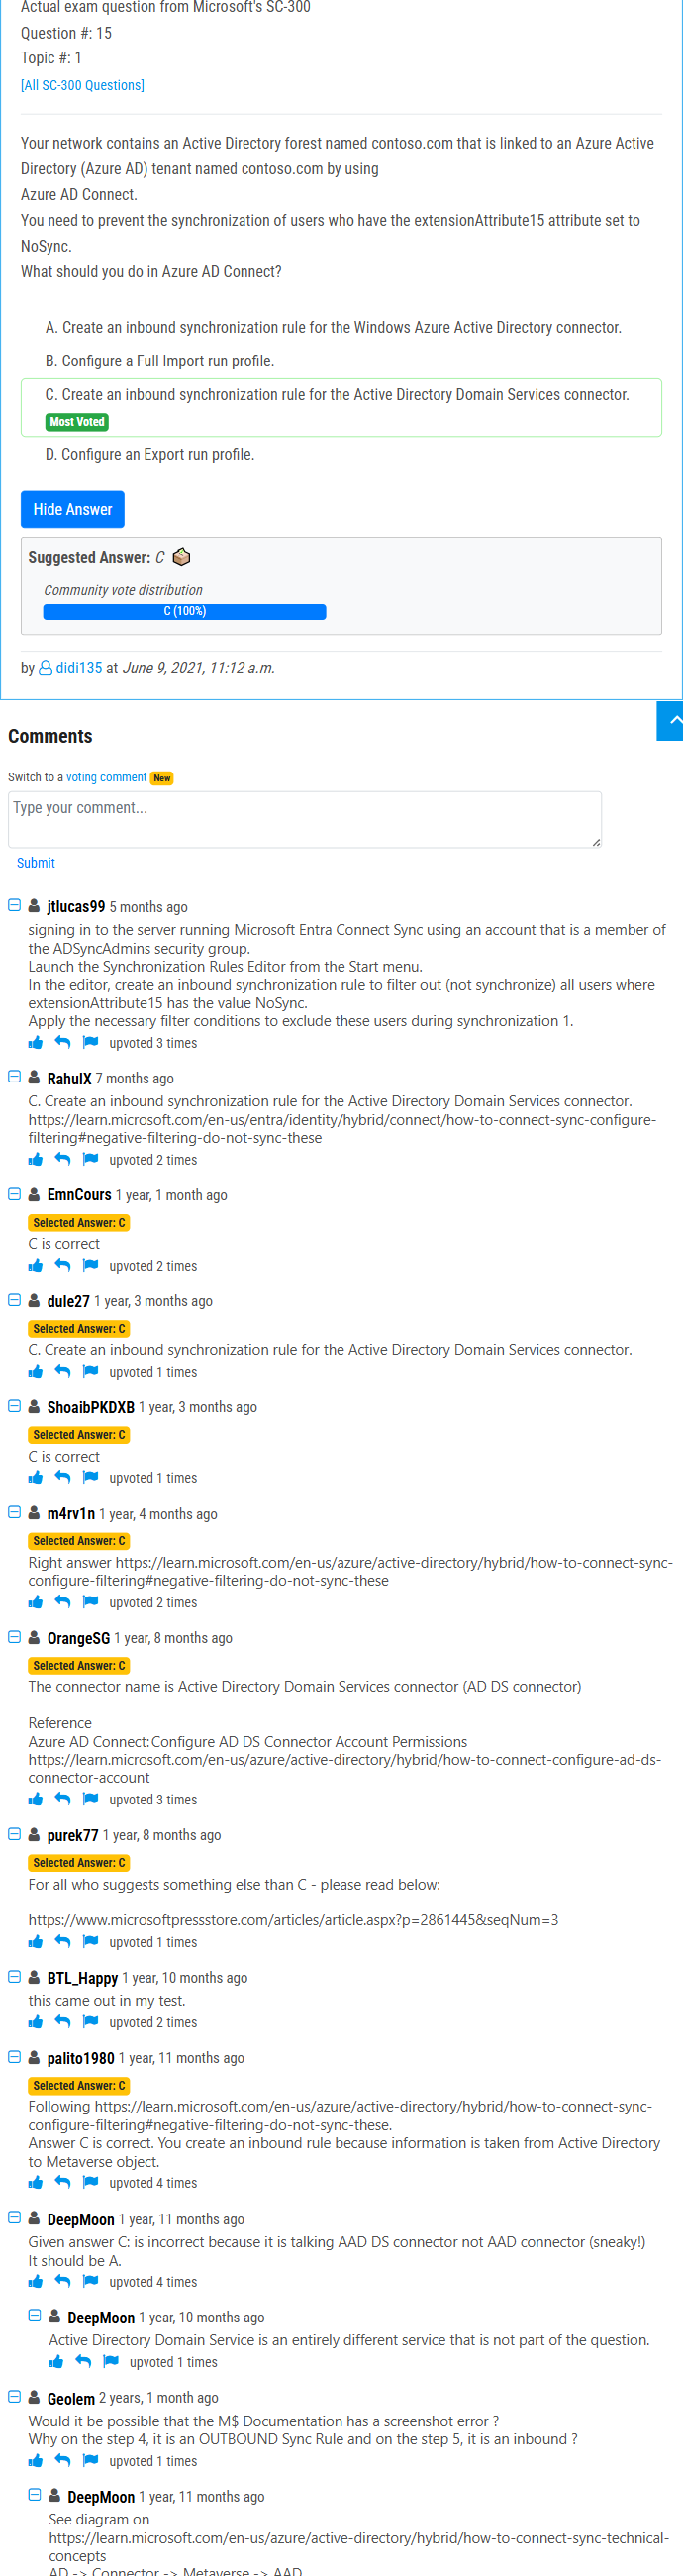 Actual exam question from Microsoft's SC-300
Question #: 15
Topic #: 1
[All SC-300 Questions]
Your network contains an Active Directory forest named contoso.com that is linked to an Azure Active
Directory (Azure AD) tenant named contoso.com by using
Azure AD Connect.
You need to prevent the synchronization of users who have the extensionAttribute15 attribute set to
NoSync.
What should you do in Azure AD Connect?
A. Create an inbound synchronization rule for the Windows Azure Active Directory connector.
B. Configure a Full Import run profile.
C. Create an inbound synchronization rule for the Active Directory Domain Services connector.
Most Voted
D. Configure an Export run profile.
Hide Answer
Suggested Answer: C
Community vote distribution
C (100%)
by didi135 at June 9, 2021, 11:12 a.m.
Comments
Switch to a voting comment New
Type your comment...
Submit
jtlucas99 5 months ago
signing in to the server running Microsoft Entra Connect Sync using an account that is a member of
the ADSyncAdmins security group.
Launch the Synchronization Rules Editor from the Start menu.
In the editor, create an inbound synchronization rule to filter out (not synchronize) all users where
extensionAttribute15 has the value NoSync.
Apply the necessary filter conditions to exclude these users during synchronization 1.
upvoted 3 times
RahulX 7 months ago
C. Create an inbound synchronization rule for the Active Directory Domain Services connector.
https://learn.microsoft.com/en-us/entra/identity/hybrid/connect/how-to-connect-sync-configure-
filtering#negative-filtering-do-not-sync-these
upvoted 2 times
EmnCours 1 year, 1 month ago
Selected Answer: C
C is correct
upvoted 2 times
dule27 1 year, 3 months ago
Selected Answer: C
C. Create an inbound synchronization rule for the Active Directory Domain Services connector.
upvoted 1 times
ShoaibPKDXB 1 year, 3 months ago
Selected Answer: C
C is correct
upvoted 1 times
m4rv1n 1 year, 4 months ago
Selected Answer: C
Right answer https://learn.microsoft.com/en-us/azure/active-directory/hybrid/how-to-connect-sync-
configure-filtering#negative-filtering-do-not-sync-these
upvoted 2 times
OrangeSG 1 year, 8 months ago
Selected Answer: C
The connector name is Active Directory Domain Services connector (AD DS connector)
Reference
Azure AD Connect:Configure AD DS Connector Account Permissions
https://learn.microsoft.com/en-us/azure/active-directory/hybrid/how-to-connect-configure-ad-ds-
connector-account
upvoted 3 times
purek77 1 year, 8 months ago
Selected Answer: C
For all who suggests something else than C - please read below:
https://www.microsoftpressstore.com/articles/article.aspx?p=2861445&seqNum=3
upvoted 1 times
BTL_Happy 1 year, 10 months ago
this came out in my test.
upvoted 2 times
palito1980 1 year, 11 months ago
Selected Answer: C
Following https://learn.microsoft.com/en-us/azure/active-directory/hybrid/how-to-connect-sync-
configure-filtering#negative-filtering-do-not-sync-these.
Answer C is correct. You create an inbound rule because information is taken from Active Directory
to Metaverse object.
upvoted 4 times
DeepMoon 1 year, 11 months ago
Given answer C: is incorrect because it is talking AAD DS connector not AAD connector (sneaky!)
It should be A.
upvoted 4 times
DeepMoon 1 year, 10 months ago
Active Directory Domain Service is an entirely different service that is not part of the question.
upvoted 1 times
Geolem 2 years, 1 month ago
Would it be possible that the M$ Documentation has a screenshot error ?
Why on the step 4, it is an OUTBOUND Sync Rule and on the step 5, it is an inbound ?
upvoted 1 times
DeepMoon 1 year, 11 months ago
See diagram on
https://learn.microsoft.com/en-us/azure/active-directory/hybrid/how-to-connect-sync-technical-
concepts
AD -> Connector -> Metaverse -> AAD